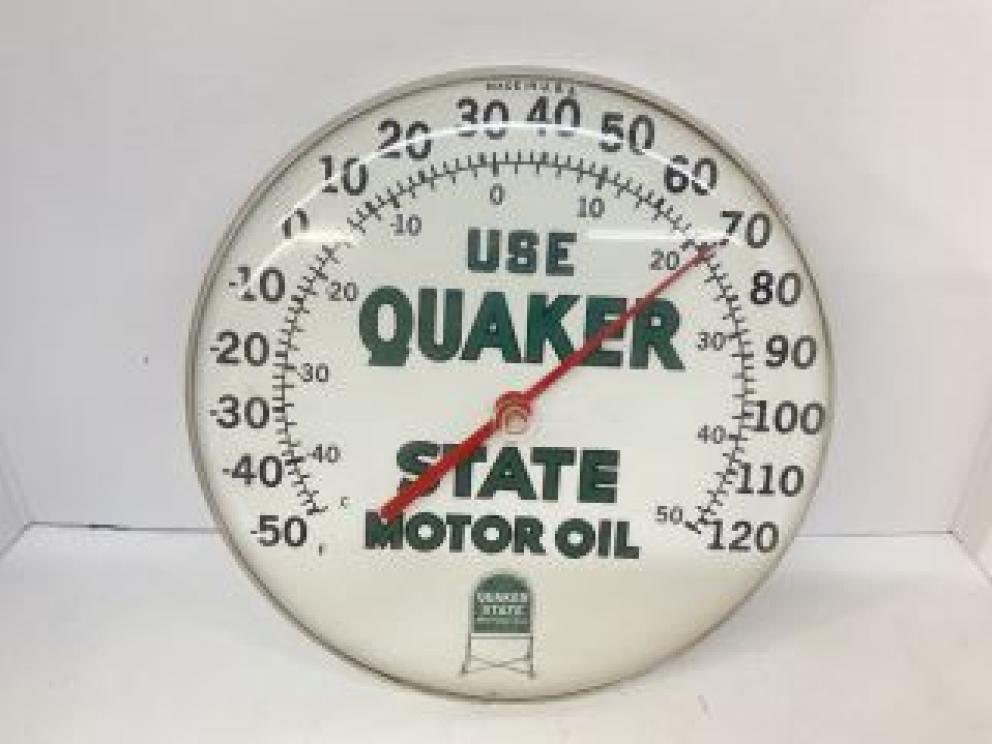 MADE IN U.S.A.
-50 -40 -30 -20 -10 0 10 20 30 40 50 60 70 80 90 100 110 120
-40 -30 -20 -10 0 10 20 30 40 50
C
F
USE
QUAKER
STATE
MOTOR OIL
QUAKER
STATE